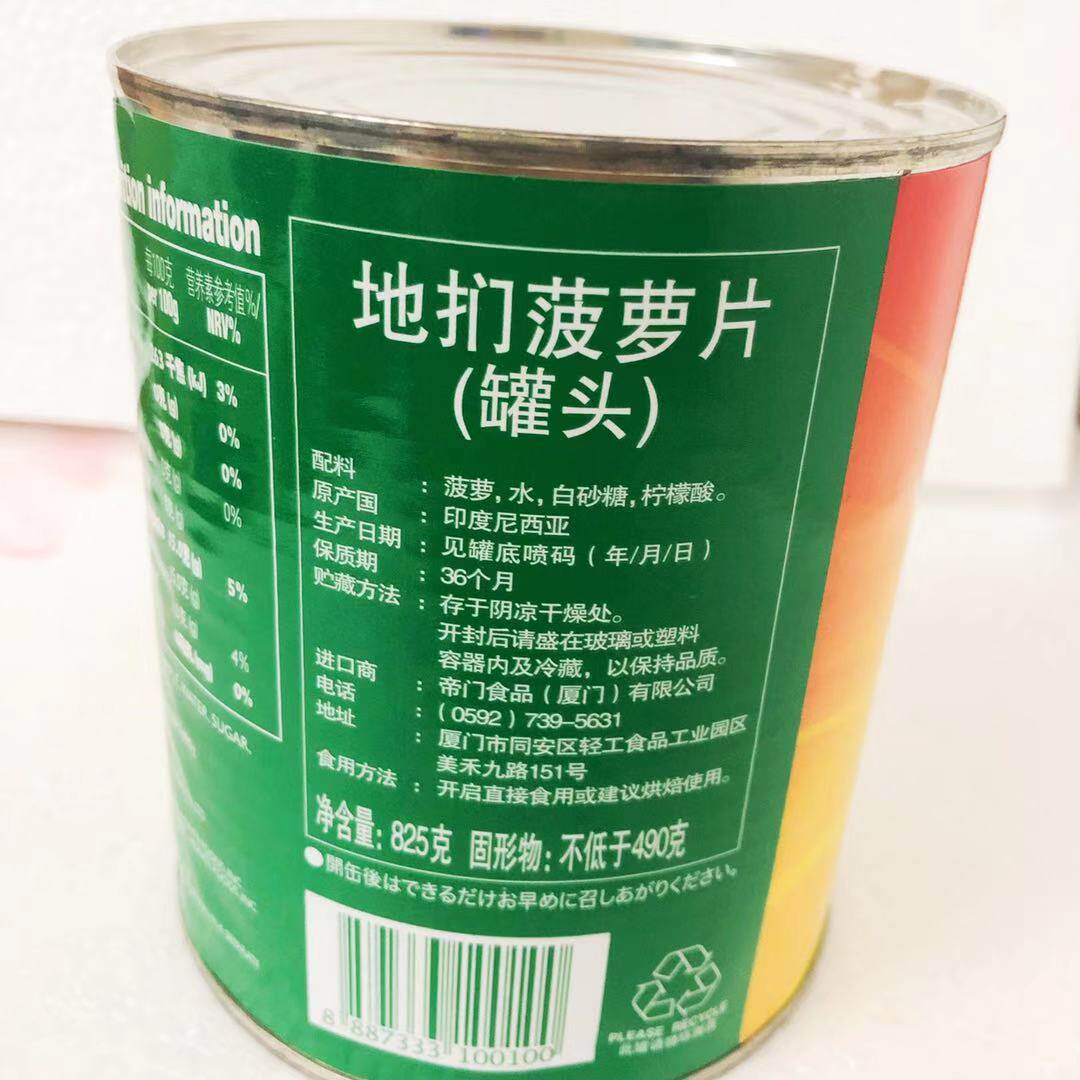 information
每100克 营养素参考值%/
per 100g NRV%
千焦 (kJ) 3%
0%
0%
0%
5%
4%
0%
WATER, SUGAR,
地扪菠萝片
(罐头)
配料 : 菠萝, 水, 白砂糖, 柠檬酸。
原产国 : 印度尼西亚
生产日期 : 见罐底喷码 ( 年/月/日 )
保质期 : 36个月
贮藏方法 : 存于阴凉干燥处。
开封后请盛在玻璃或塑料
容器内及冷藏，以保持品质。
进口商 : 帝门食品 ( 厦门 ) 有限公司
电话 : ( 0592 ) 739-5631
地址 : 厦门市同安区轻工食品工业园区
美禾九路151号
食用方法 : 开启直接食用或建议烘焙使用。
净含量: 825克 固形物: 不低于490克
●開缶後はできるだけお早めに召しあがりください。
8 887333 100100
PLEASE RECYCLE